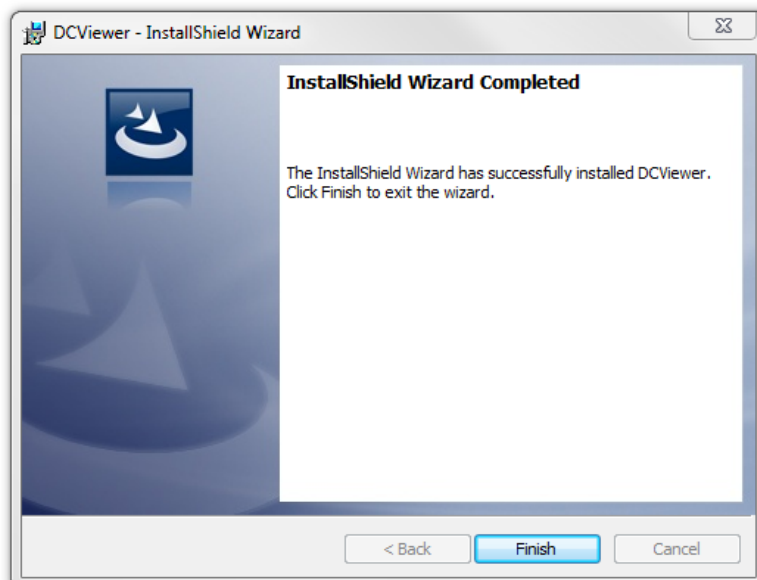 DCViewer - InstallShield Wizard
InstallShield Wizard Completed
The InstallShield Wizard has successfully installed DCViewer.
Click Finish to exit the wizard.
< Back
Finish
Cancel